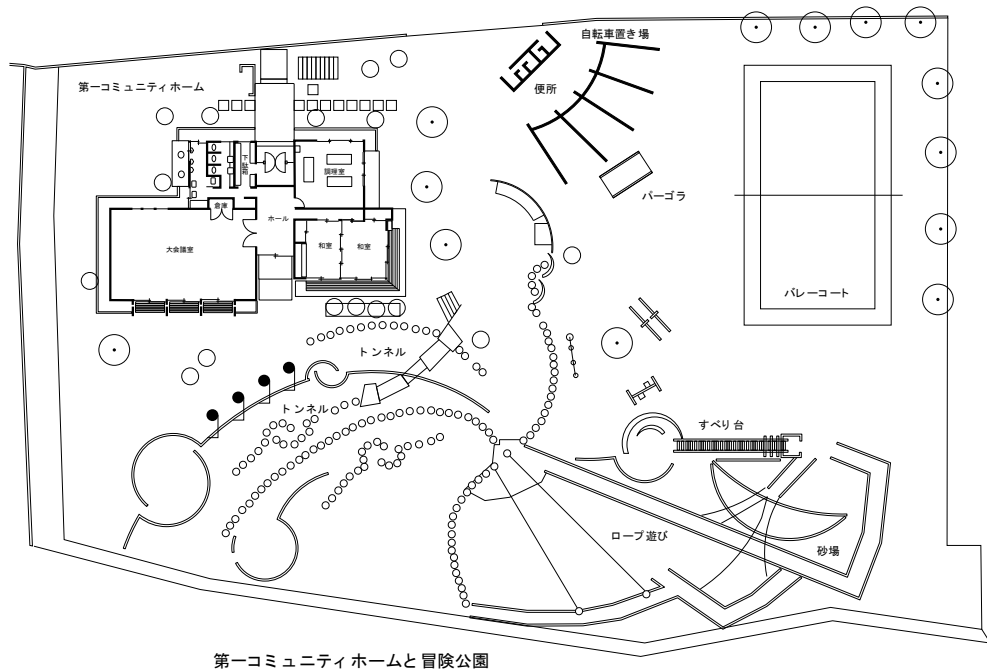 自転車置き場
便所
第一コミュニティホーム
下駄箱
調理室
パーゴラ
倉庫
ホール
大会議室
和室
和室
バレーコート
トンネル
トンネル
すべり台
ロープ遊び
砂場
第一コミュニティホームと冒険公園